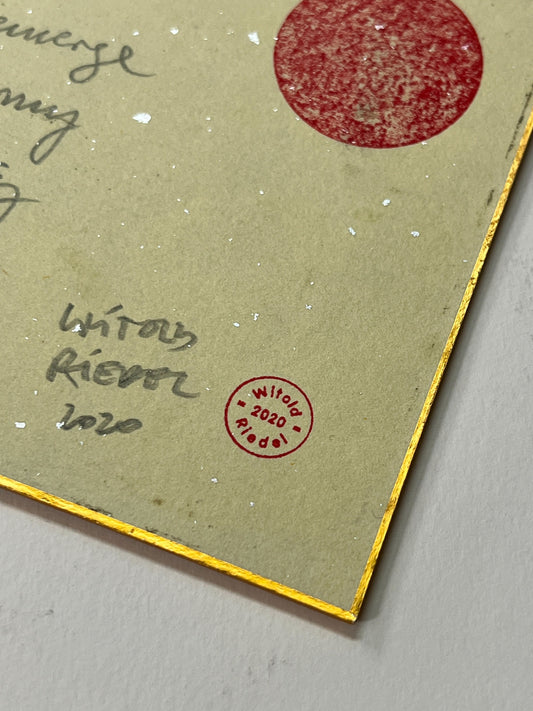 emerge
WITOLD
RIEDEL
2020
Witold
2020
Riedel